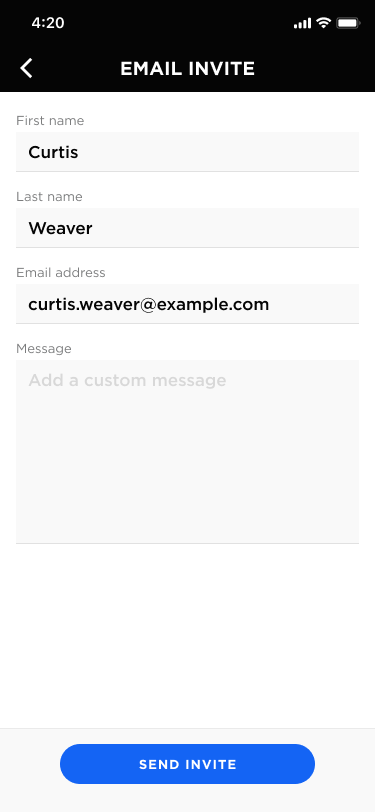 4:20
EMAIL INVITE
First name
Curtis
Last name
Weaver
Email address
curtis.weaver@example.com
Message
Add a custom message
SEND INVITE